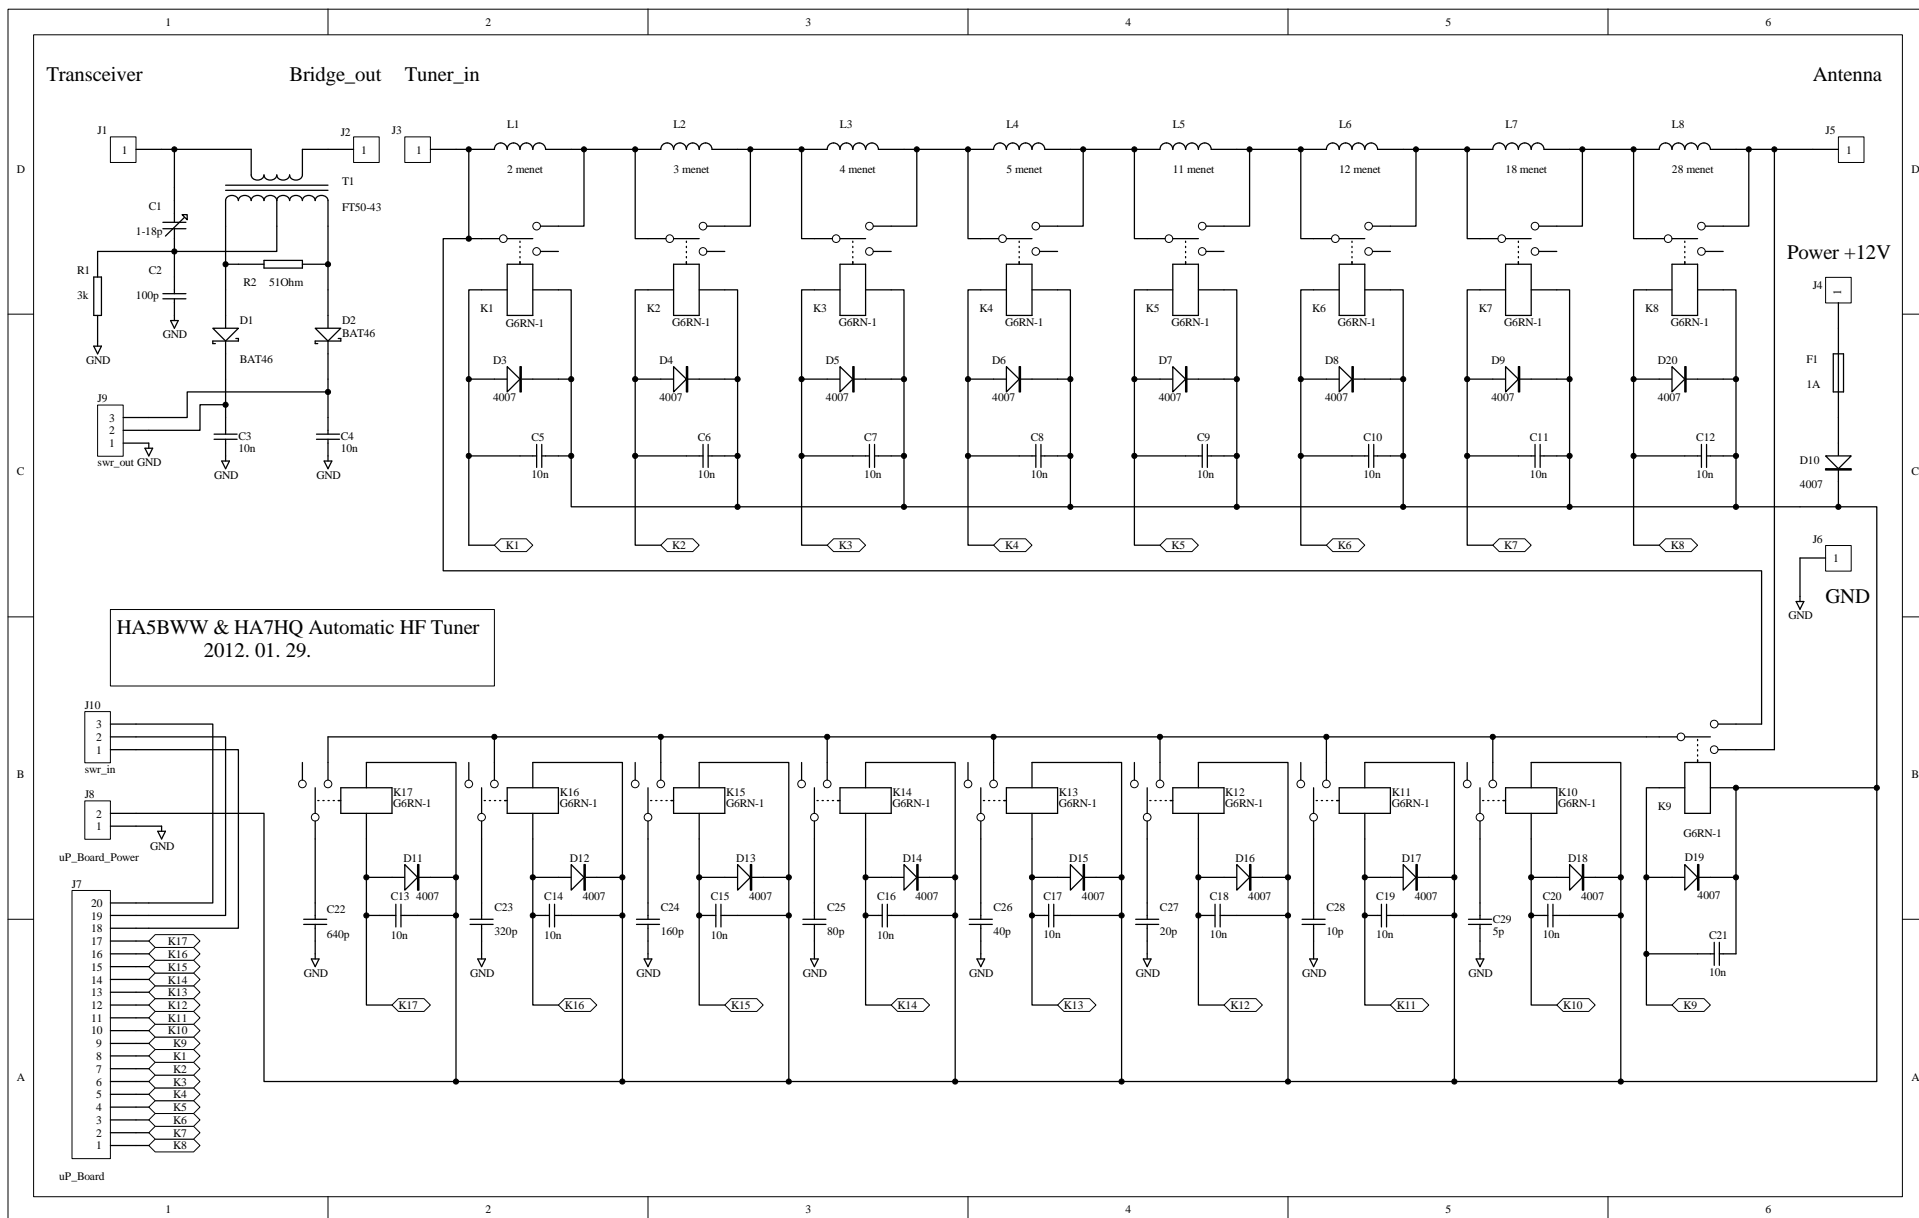 1 2 3 4 5 6
Transceiver Bridge_out Tuner_in Antenna
J1 J2 J3 L1 L2 L3 L4 L5 L6 L7 L8 J5
1 1 1 1
D 2 menet 3 menet 4 menet 5 menet 11 menet 12 menet 18 menet 28 menet D
T1
FT50-43
C1
1-18p
Power +12V
R1 C2 R2 51Ohm
3k 100p
J4
1
K1 K2 K3 K4 K5 K6 K7 K8
G6RN-1 G6RN-1 G6RN-1 G6RN-1 G6RN-1 G6RN-1 G6RN-1 G6RN-1
GND D1 D2
BAT46
GND BAT46
D3 D4 D5 D6 D7 D8 D9 D20 F1
4007 4007 4007 4007 4007 4007 4007 4007 1A
J9
3
2
1
swr_out GND
C3 C4 C5 C6 C7 C8 C9 C10 C11 C12
10n 10n 10n 10n 10n 10n 10n 10n 10n 10n
GND GND
C C
D10
4007
K1 K2 K3 K4 K5 K6 K7 K8
J6
1
GND
GND
HA5BWW & HA7HQ Automatic HF Tuner
2012. 01. 29.
J10
3
2
1
swr_in
B B
J8
2
1
GND
uP_Board_Power
K17 K16 K15 K14 K13 K12 K11 K10 K9
G6RN-1 G6RN-1 G6RN-1 G6RN-1 G6RN-1 G6RN-1 G6RN-1 G6RN-1 G6RN-1
D11 D12 D13 D14 D15 D16 D17 D18 D19
4007 4007 4007 4007 4007 4007 4007 4007 4007
C13 C14 C15 C16 C17 C18 C19 C20 C21
10n 10n 10n 10n 10n 10n 10n 10n 10n
C22 C23 C24 C25 C26 C27 C28 C29
640p 320p 160p 80p 40p 20p 10p 5p
GND GND GND GND GND GND GND GND
K17 K16 K15 K14 K13 K12 K11 K10 K9
J7
20
19
18
17 K17
16 K16
15 K15
14 K14
13 K13
12 K12
11 K11
10 K10
9 K9
8 K1
7 K2
6 K3
5 K4
4 K5
3 K6
2 K7
1 K8
uP_Board
A A
1 2 3 4 5 6